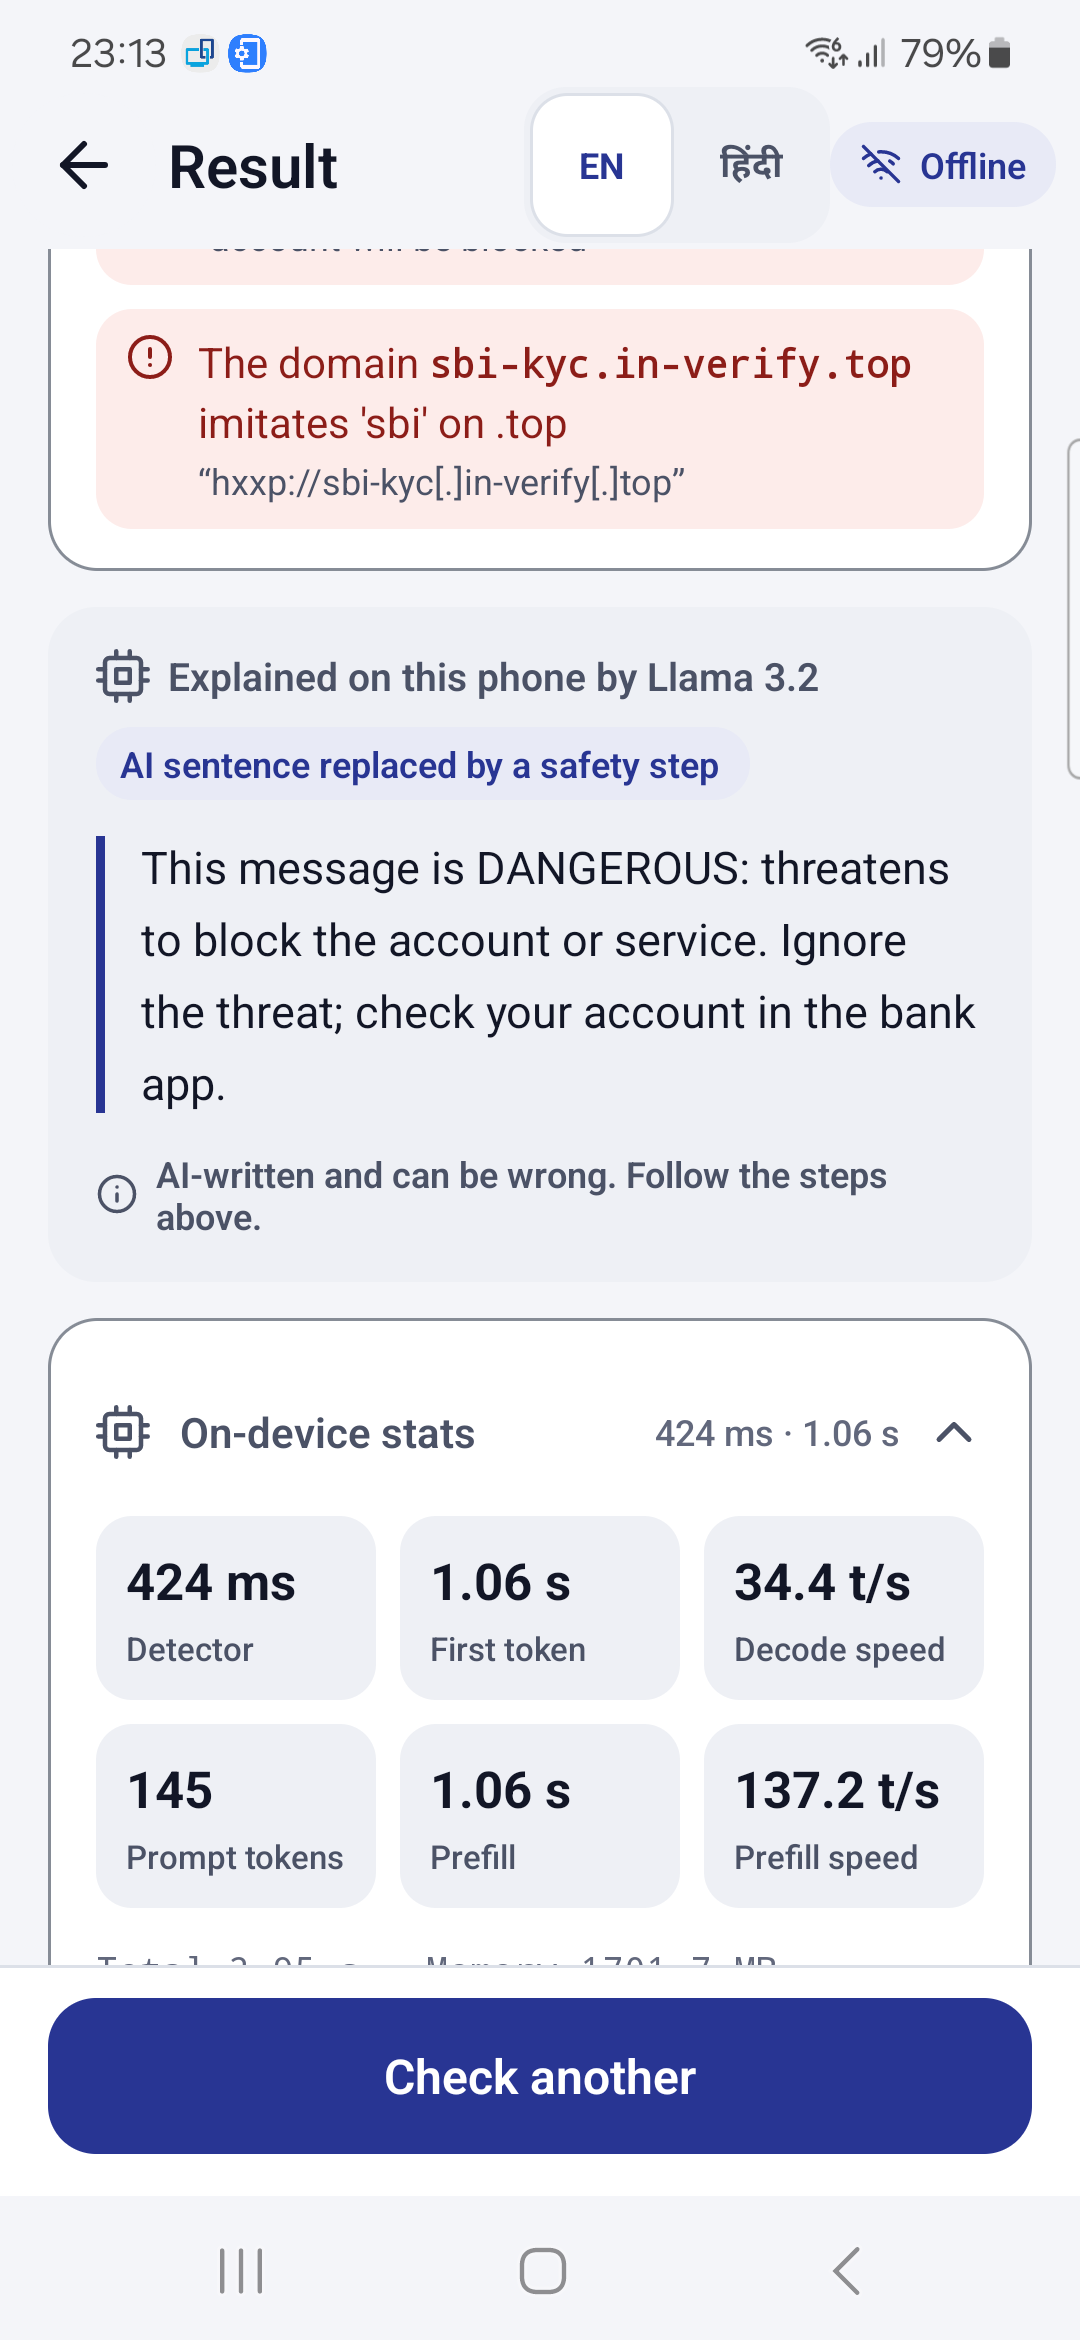 23:13
79%
Result
EN
हिंदी
Offline
account will be blocked
The domain sbi-kyc.in-verify.top
imitates 'sbi' on .top
“hxxp://sbi-kyc[.]in-verify[.]top”
Explained on this phone by Llama 3.2
AI sentence replaced by a safety step
This message is DANGEROUS: threatens
to block the account or service. Ignore
the threat; check your account in the bank
app.
AI-written and can be wrong. Follow the steps
above.
On-device stats
424 ms · 1.06 s
424 ms
1.06 s
34.4 t/s
Detector
First token
Decode speed
145
1.06 s
137.2 t/s
Prompt tokens
Prefill
Prefill speed
Check another